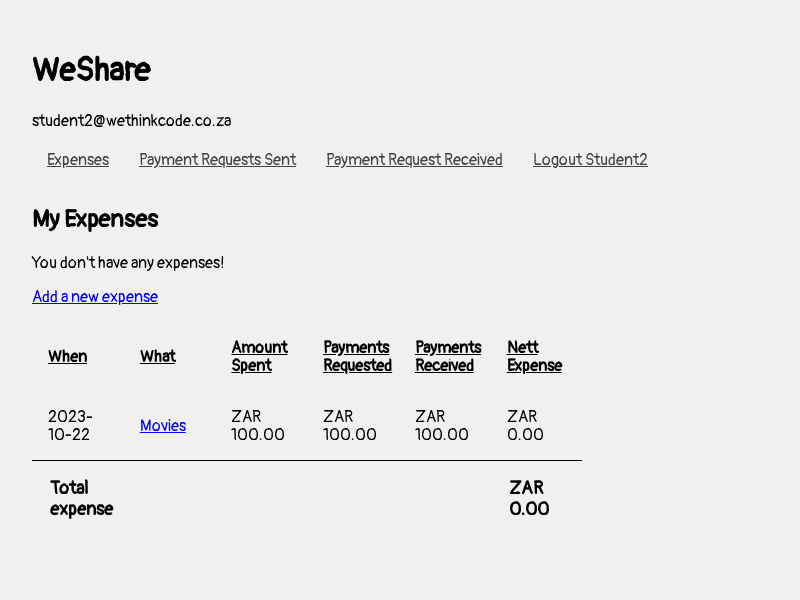 WeShare
student2@wethinkcode.co.za
Expenses Payment Requests Sent Payment Request Received Logout Student2
My Expenses
You don't have any expenses!
Add a new expense
When What Amount Spent Payments Requested Payments Received Nett Expense
2023-10-22 Movies ZAR 100.00 ZAR 100.00 ZAR 100.00 ZAR 0.00
Total expense ZAR 0.00